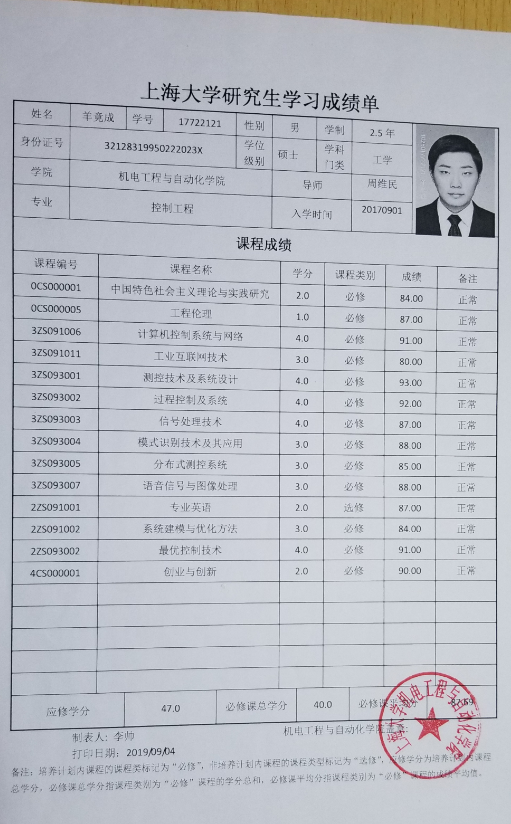 上海大学研究生学习成绩单
姓名 羊竟成 学号 17722121 性别 男 学制 2.5 年
身份证号 32128319950222023X 学位级别 硕士 学科门类 工学
学院 机电工程与自动化学院 导师 周维民
专业 控制工程 入学时间 20170901
课程成绩
课程编号 课程名称 学分 课程类别 成绩 备注
0CS000001 中国特色社会主义理论与实践研究 2.0 必修 84.00 正常
0CS000005 工程伦理 1.0 必修 87.00 正常
3ZS091006 计算机控制系统与网络 4.0 必修 91.00 正常
3ZS091011 工业互联网技术 3.0 必修 80.00 正常
3ZS093001 测控技术及系统设计 4.0 必修 93.00 正常
3ZS093002 过程控制及系统 4.0 必修 92.00 正常
3ZS093003 信号处理技术 4.0 必修 87.00 正常
3ZS093004 模式识别技术及其应用 3.0 必修 88.00 正常
3ZS093005 分布式测控系统 3.0 必修 85.00 正常
3ZS093007 语音信号与图像处理 3.0 必修 88.00 正常
2ZS091001 专业英语 2.0 选修 87.00 正常
2ZS091002 系统建模与优化方法 3.0 必修 84.00 正常
2ZS093002 最优控制技术 4.0 必修 91.00 正常
4CS000001 创业与创新 2.0 必修 90.00 正常
应修学分 47.0 必修课总学分 40.0 必修课
制表人: 李帅 机电工程与自动化学院
打印日期: 2019/09/04
上海大学机电工程与自动化学院
备注: 培养计划内课程的课程类标记为“必修”, 非培养计划内课程的课程类型标记为“选修”, 应修学分为培养计划内课程
总学分, 必修课总学分指课程类别为“必修”课程的学分总和, 必修课平均分指课程类别为“必修”课程的成绩平均值。